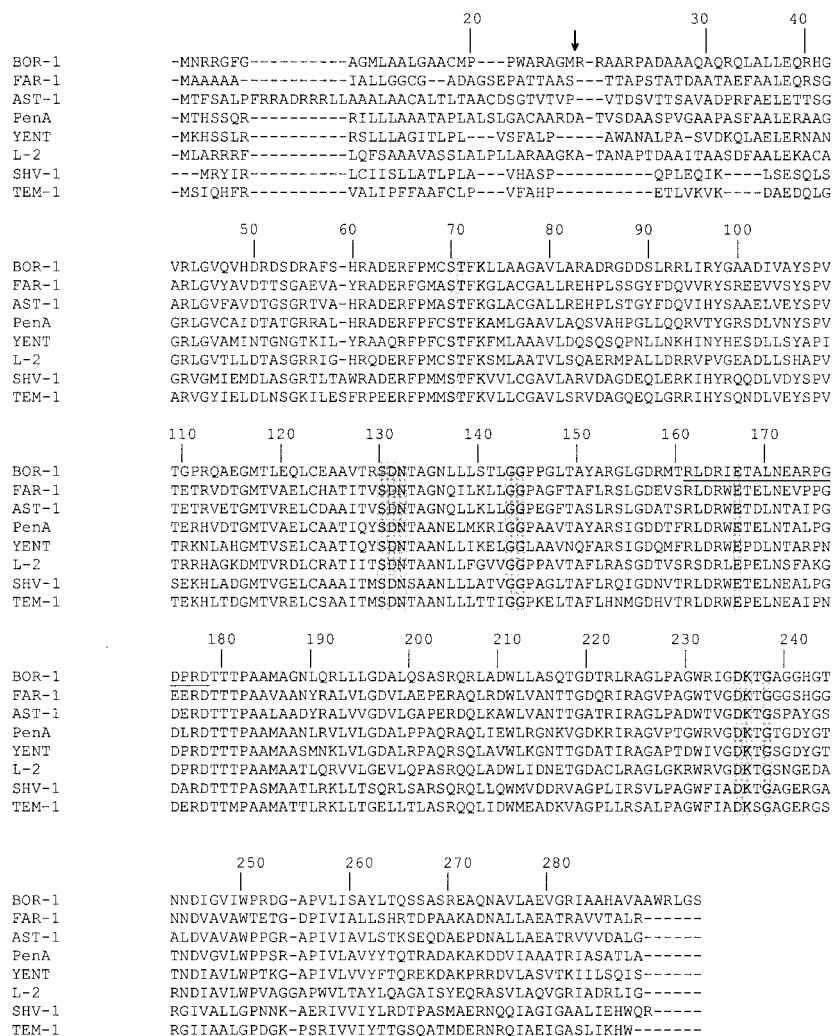 20 30 40
BOR-1 -MNRRGFG----------AGMLAALGAACMP---PWARAGMR-RAARPADAAAQAQRQLALLEQRHG
FAR-1 -MAAAAA-----------IALLGGCG--ADAGSEPATTAAS---TTAPSTATDAATAEFAALEQRSG
AST-1 -MTFSALPFRRADRRRLLAAALAACALTLTAACDSGTVTVP---VTDSVTTSAVADPRFAELETTSG
PenA -MTHSSQR----------RILLLAAATAPLALSLGACAARDA-TVSDAASPVGAAPASFAALERAAG
YENT -MKHSSLR----------RSLLLAGITLPL---VSFALP-----AWANALPA-SVDKQLAELERNAN
L-2 -MLARRRF----------LQFSAAAVASSLALPLLARAAGKA-TANAPTDAAITAASDFAALEKACA
SHV-1 ---MRYIR----------LCIISLLATLPLA---VHASP--------QPLEQIK----LSESQLS
TEM-1 -MSIQHFR----------VALIPFFAAFCLP---VFAHP--------ETLVKVK----DAEDQLG
50 60 70 80 90 100
BOR-1 VRLGVQVHDRDSDRAFS-HRADERFPMCSTFKLLAAGAVLARADRGDDSLRRLIRYGAADIVAYSPV
FAR-1 ARLGVYAVDTTSGAEVA-YRADERFGMASTFKGLACGALLREHPLSSGYFDQVVRYSREEVVSYSPV
AST-1 ARLGVFAVDTGSGRTVA-HRADERFPMASTFKGLACGALLREHPLSTGYFDQVIHYSAAELVEYSPV
PenA GRLGVCAIDTATGRRAL-HRADERFPFCSTFKAMLGAAVLAQSVAHPGLLQQRVTYGRSDLVNYSPV
YENT GRLGVAMINTGNGTKIL-YRAAQRFPFCSTFKFMLAAAVLDQSQSQPNLLNKHINYHESDLLSYAPI
L-2 GRLGVTLLDTASGRRIG-HRQDERFPMCSTFKSMLAATVLSQAERMPALLDRRVPVGEADLLSHAPV
SHV-1 GRVGMIEMDLASGRTLTAWRADERFPMMSTFKVVLCGAVLARVDAGDEQLERKIHYRQQDLVDYSPV
TEM-1 ARVGYIELDLNSGKILESFRPEERFPMMSTFKVLLCGAVLSRVDAGQEQLGRRIHYSQNDLVEYSPV
110 120 130 140 150 160 170
BOR-1 TGPRQAEGMTLEQLCEAAVTRSDNTAGNLLLSTLGGPPGLTAYARGLGDRMTRLDRIETALNEARPG
FAR-1 TETRVDTGMTVAELCHATITVSDNTAGNQILKLLGGPAGFTAFLRSLGDEVSRLDRWETELNEVPPG
AST-1 TETRVETGMTVRELCDAAITVSDNTAGNQLLKLLGGPEGFTASLRSLGDATSRLDRWETDLNTAIPG
PenA TERHVDTGMTVAELCAATIQYSDNTAANELMKRIGGPAAVTAYARSIGDDTFRLDRWETELNTALPG
YENT TRKNLAHGMTVSELCAATIQYSDNTAANLLIKELGGLAAVNQFARSIGDQMFRLDRWEPDLNTARPN
L-2 TRRHAGKDMTVRDLCRATIITSDNTAANLLFGVVGGPPAVTAFLRASGDTVSRSDRLEPELNSFAKG
SHV-1 SEKHLADGMTVGELCAAAITMSDNSAANLLLATVGGPAGLTAFLRQIGDNVTRLDRWETELNEALPG
TEM-1 TEKHLTDGMTVRELCSAAITMSDNTAANLLLTTIGGPKELTAFLHNMGDHVTRLDRWEPELNEAIPN
180 190 200 210 220 230 240
BOR-1 DPRDTTTPAAMAGNLQRLLLGDALQSASRQRLADWLLASQTGDTRLRAGLPAGWRIGDKTGAGGHGT
FAR-1 EERDTTTPAAVAANYRALVLGDVLAEPERAQLRDWLVANTTGDQRIRAGVPAGWTVGDKTGGGSHGG
AST-1 DERDTTTPAALAADYRALVVGDVLGAPERDQLKAWLVANTTGATRIRAGLPADWTVGDKTGSPAYGS
PenA DLRDTTTPAAMAANLRVLVLGDALPPAQRAQLIEWLRGNKVGDKRIRAGVPTGWRVGDKTGTGDYGT
YENT DPRDTTTPAAMAASMNKLVLGDALRPAQRSQLAVWLKGNTTGDATIRAGAPTDWIVGDKTGSGDYGT
L-2 DPRDTTTPAAMAATLQRVVLGEVLQPASRQQLADWLIDNETGDACLRAGLGKRWRVGDKTGSNGEDA
SHV-1 DARDTTTPASMAATLRKLLTSQRLSARSQRQLLQWMVDDRVAGPLIRSVLPAGWFIADKTGAGERGA
TEM-1 DERDTTMPAAMATTLRKLLTGELLTLASRQQLIDWMEADKVAGPLLRSALPAGWFIADKSGAGERGS
250 260 270 280
BOR-1 NNDIGVIWPRDG-APVLISAYLTQSSASREAQNAVLAEVGRIAAHAVAAWRLGS
FAR-1 NNDVAVAWTETG-DPIVIALLSHRTDPAAKADNALLAEATRAVVTALR------
AST-1 ALDVAVAWPPGR-APIVIAVLSTKSEQDAEPDNALLAEATRVVVDALG------
PenA TNDVGVLWPPSR-APIVLAVYYTQTRADAKAKDDVIAAATRIASATLA------
YENT TNDIAVLWPTKG-APIVLVVYFTQREKDAKPRRDVLASVTKIILSQIS------
L-2 RNDIAVLWPVAGGAPWVLTAYLQAGAISYEQRASVLAQVGRIADRLIG------
SHV-1 RGIVALLGPNNK-AERIVVIYLRDTPASMAERNQQIAGIGAALIEHWQR-----
TEM-1 RGIIAALGPDGK-PSRIVVIYTTGSQATMDERNRQIAEIGASLIKHW-------